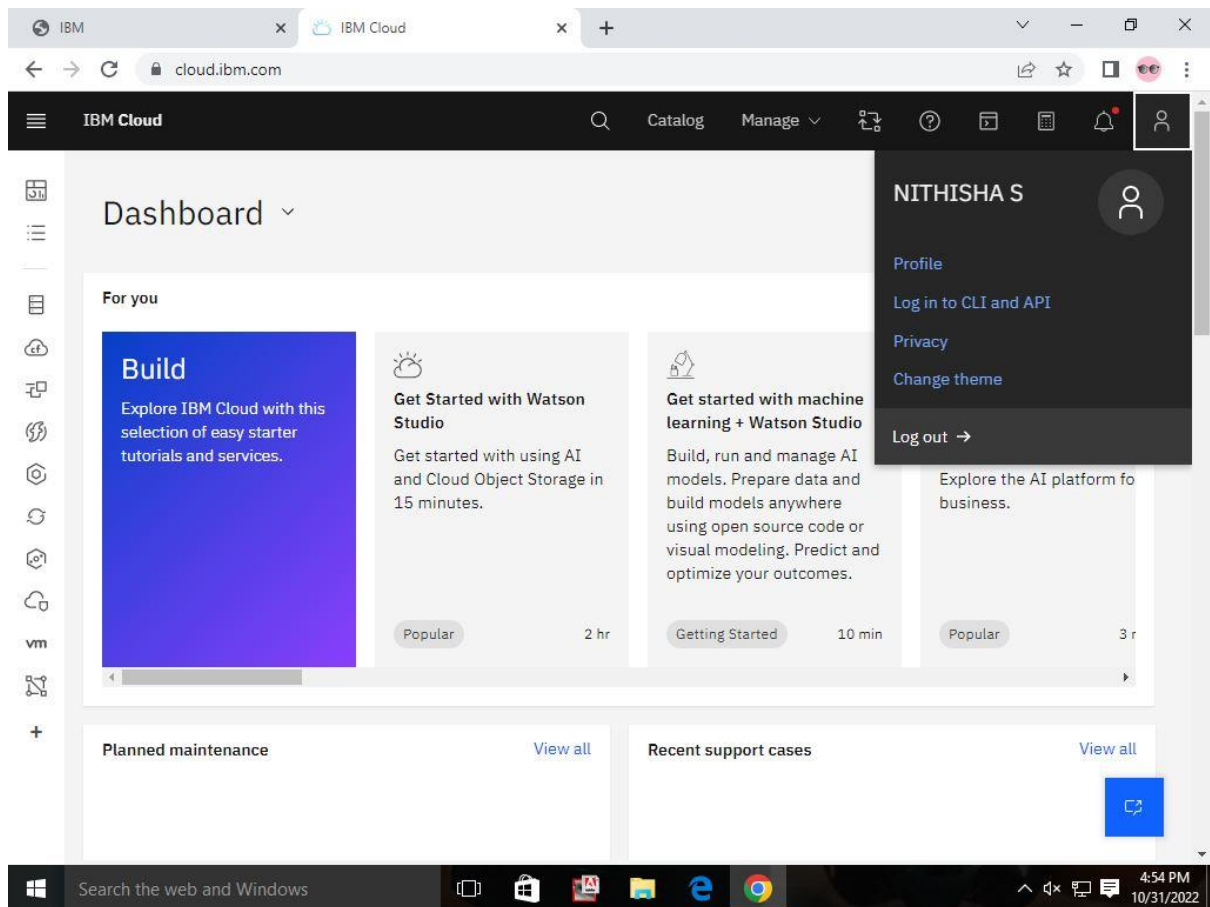 IBM
IBM Cloud
cloud.ibm.com
IBM Cloud
Catalog
Manage
NITHISHA S
Profile
Log in to CLI and API
Privacy
Change theme
Log out →
Dashboard
For you
Build
Explore IBM Cloud with this
selection of easy starter
tutorials and services.
Get Started with Watson
Studio
Get started with using AI
and Cloud Object Storage in
15 minutes.
Popular
2 hr
Get started with machine
learning + Watson Studio
Build, run and manage AI
models. Prepare data and
build models anywhere
using open source code or
visual modeling. Predict and
optimize your outcomes.
Getting Started
10 min
Explore the AI platform fo
business.
Popular
3
cf
vm
+
Planned maintenance
View all
Recent support cases
View all
Search the web and Windows
4:54 PM
10/31/2022